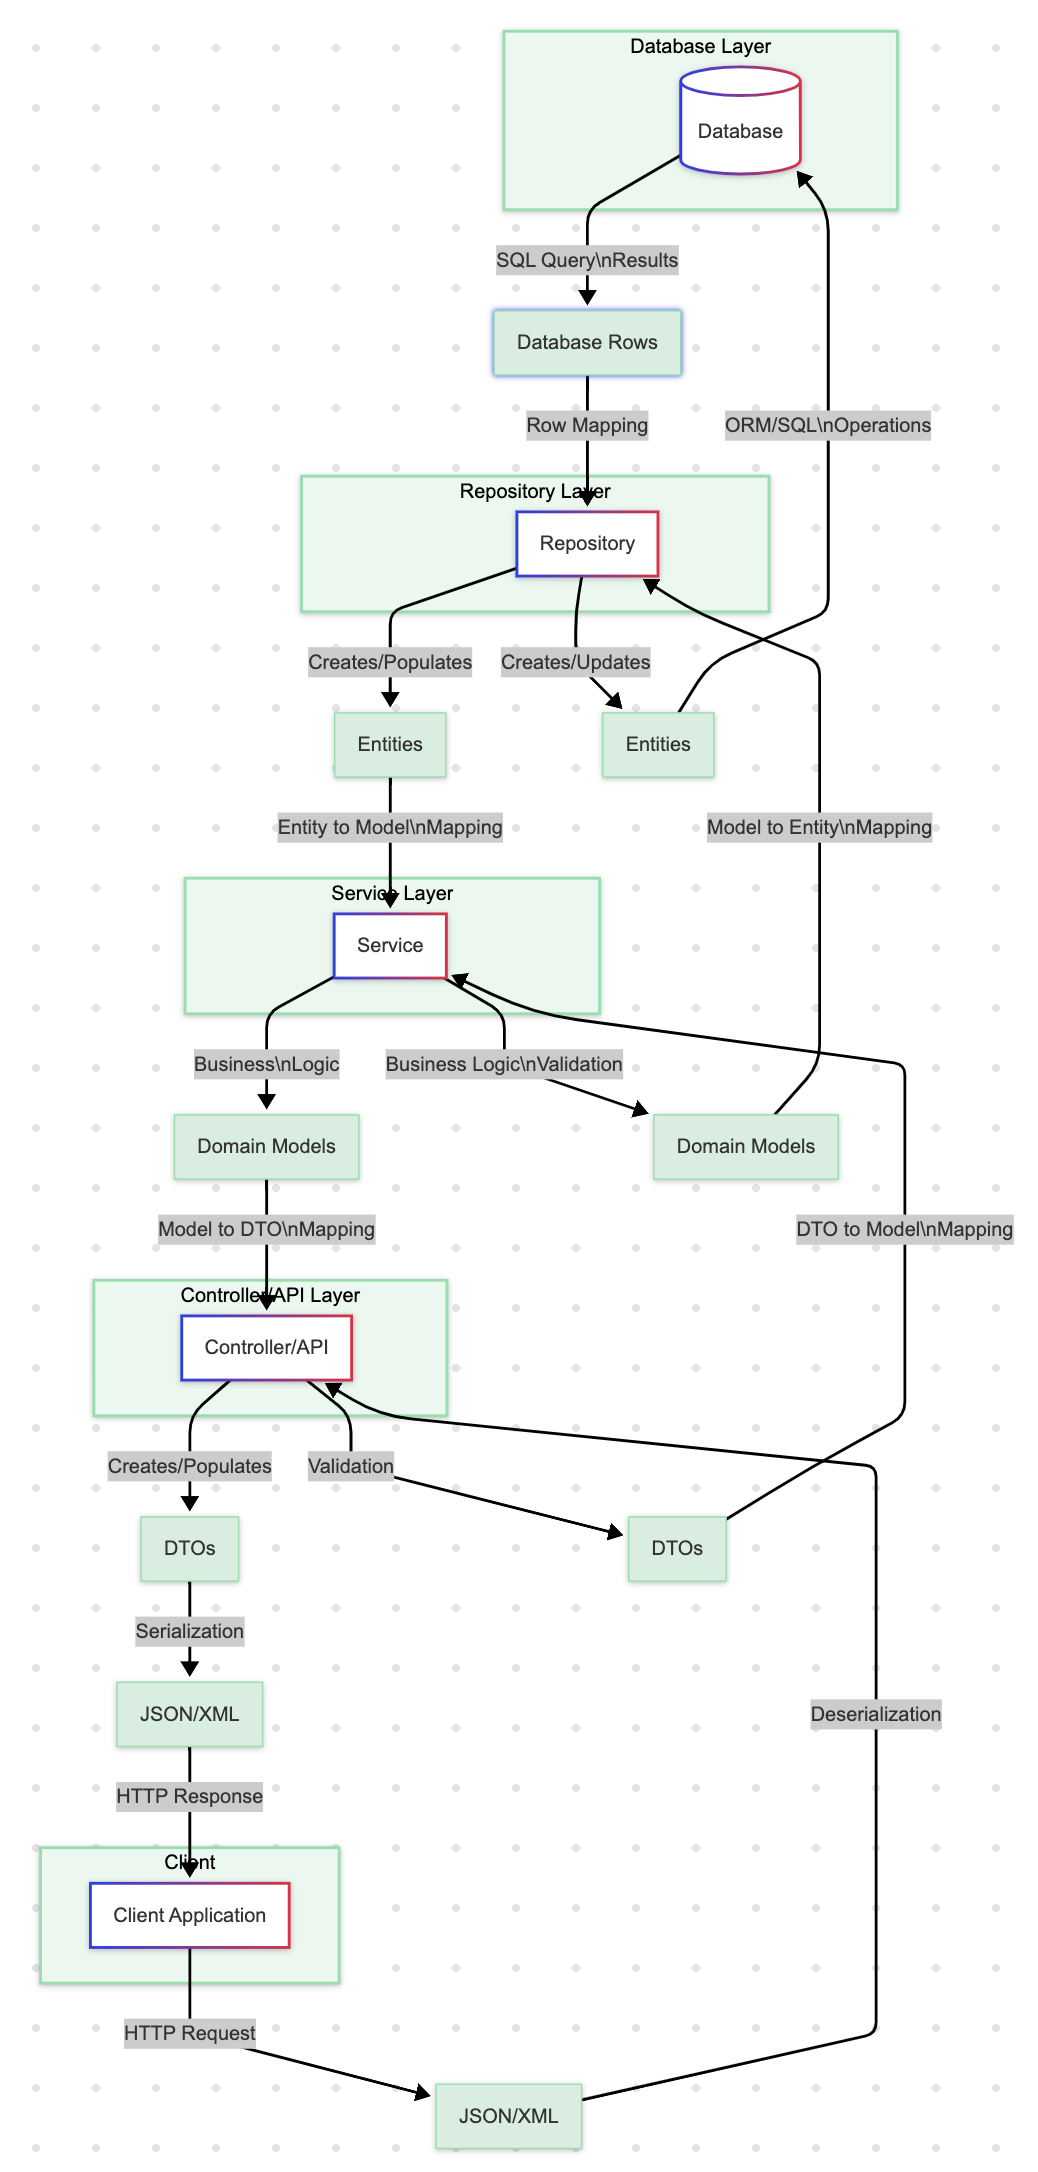 Database Layer
Database
SQL Query\nResults
Database Rows
Row Mapping
ORM/SQL\nOperations
Repository Layer
Repository
Creates/Populates
Creates/Updates
Entities
Entities
Entity to Model\nMapping
Model to Entity\nMapping
Service Layer
Service
Business\nLogic
Business Logic\nValidation
Domain Models
Domain Models
Model to DTO\nMapping
DTO to Model\nMapping
Controller/API Layer
Controller/API
Creates/Populates
Validation
DTOs
DTOs
Serialization
JSON/XML
Deserialization
HTTP Response
Client
Client Application
HTTP Request
JSON/XML